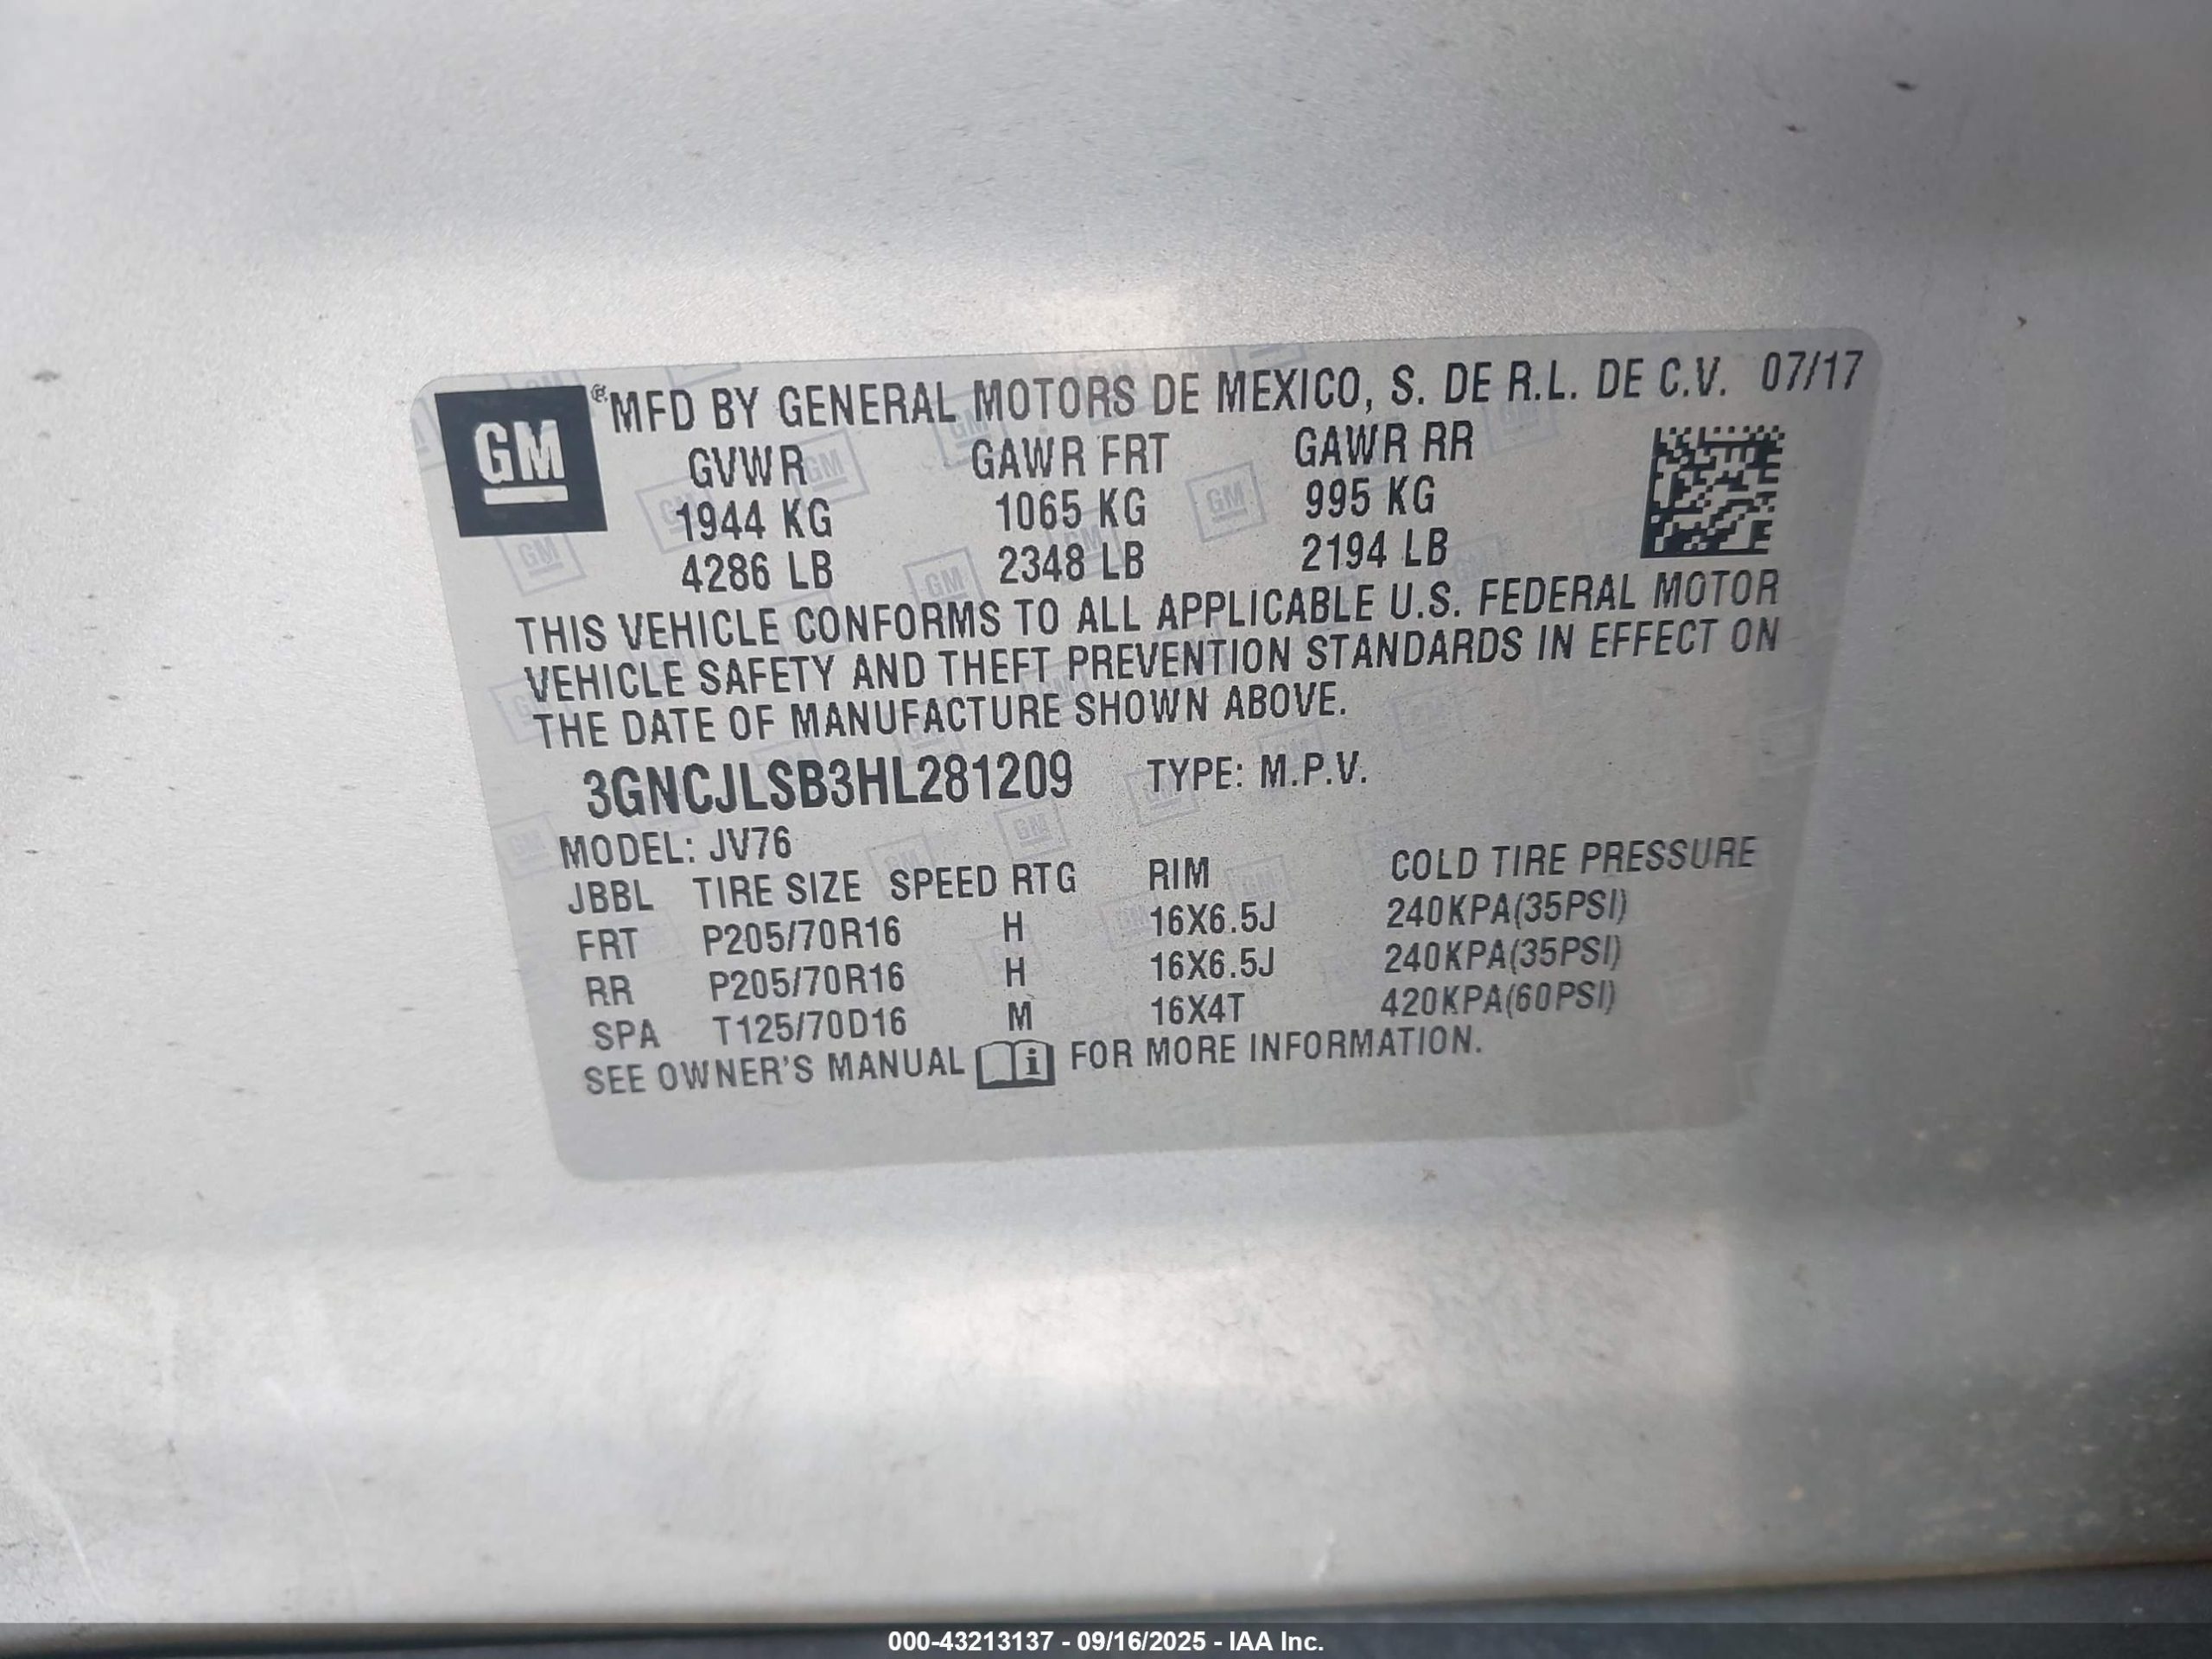 GM ® MFD BY GENERAL MOTORS DE MEXICO, S. DE R.L. DE C.V. 07/17
GVWR GAWR FRT GAWR RR
1944 KG 1065 KG 995 KG
4286 LB 2348 LB 2194 LB
THIS VEHICLE CONFORMS TO ALL APPLICABLE U.S. FEDERAL MOTOR
VEHICLE SAFETY AND THEFT PREVENTION STANDARDS IN EFFECT ON
THE DATE OF MANUFACTURE SHOWN ABOVE.
3GNCJLSB3HL281209 TYPE: M.P.V.
MODEL: JV76
JBBL TIRE SIZE SPEED RTG RIM COLD TIRE PRESSURE
FRT P205/70R16 H 16X6.5J 240KPA(35PSI)
RR P205/70R16 H 16X6.5J 240KPA(35PSI)
SPA T125/70D16 M 16X4T 420KPA(60PSI)
SEE OWNER'S MANUAL i FOR MORE INFORMATION.
000-43213137 - 09/16/2025 - IAA Inc.